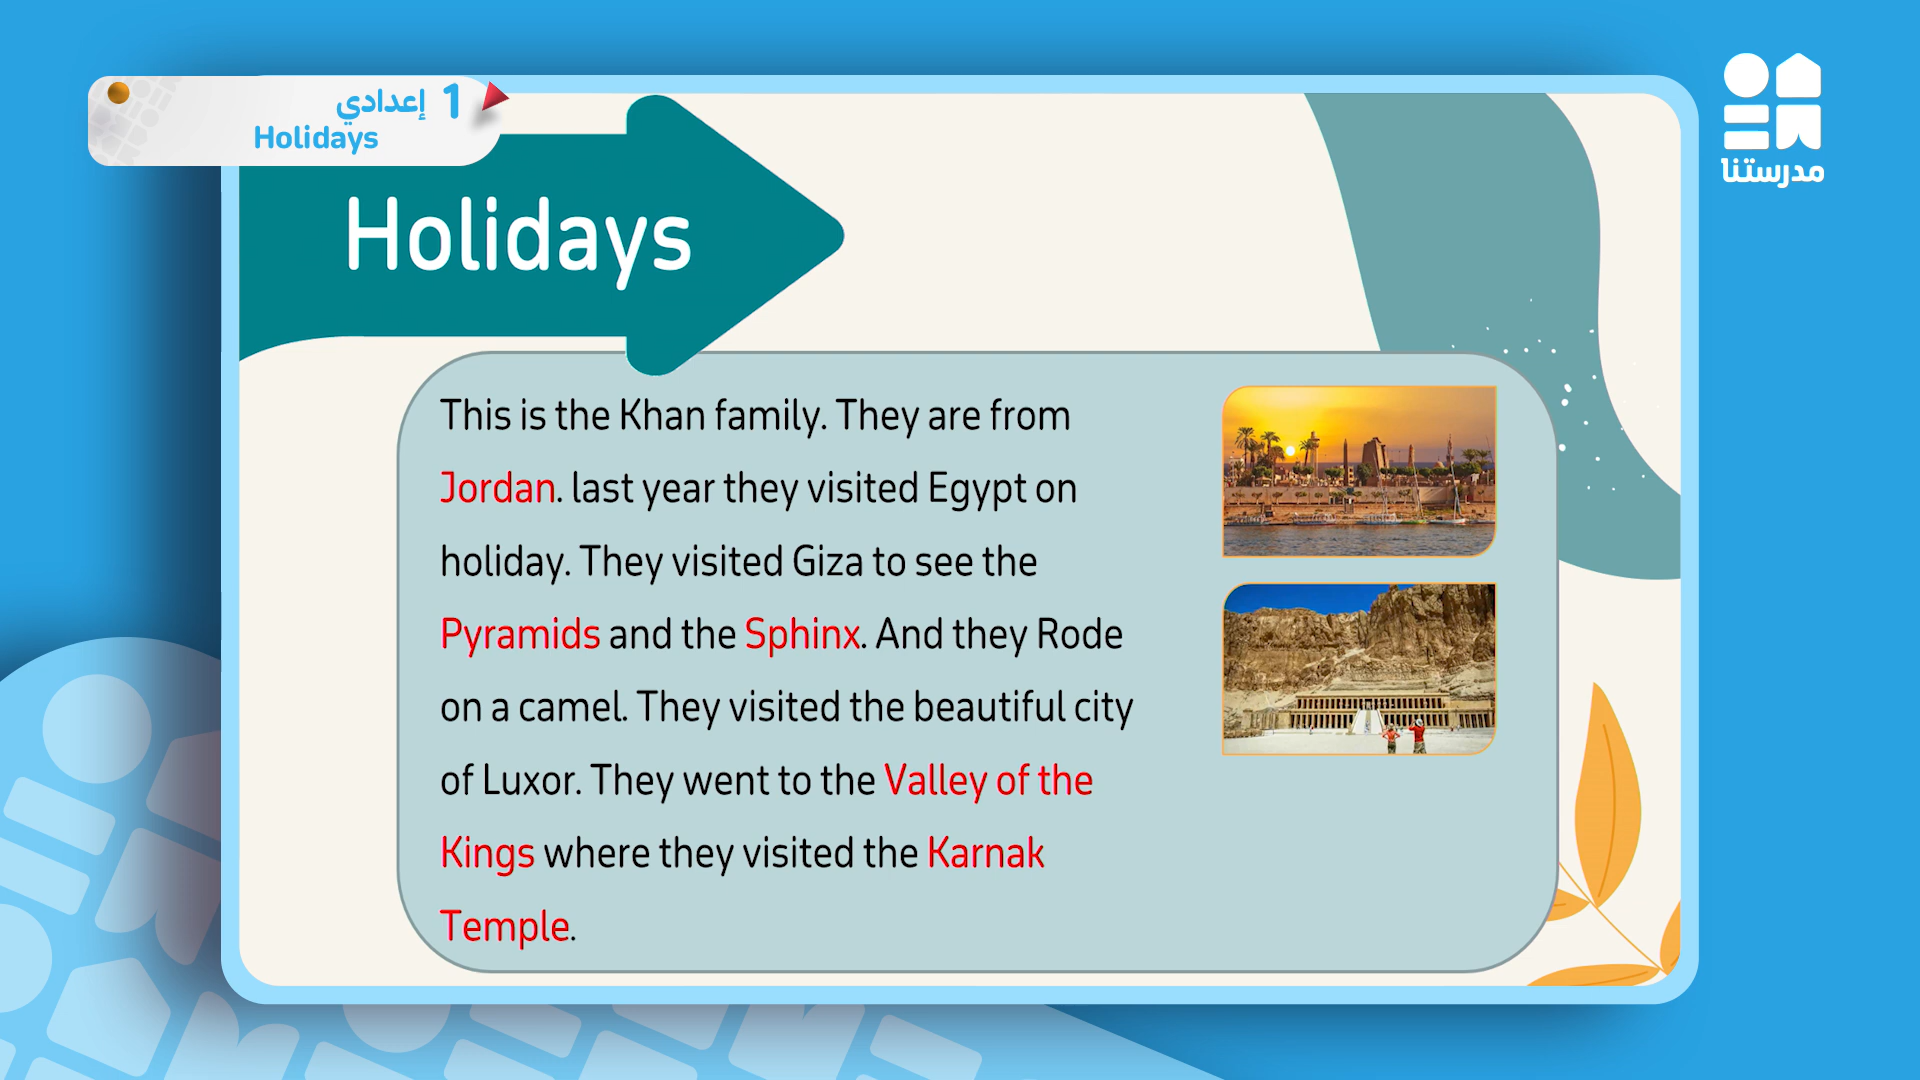 1 إعدادي
Holidays
مدرستنا
Holidays
This is the Khan family. They are from
Jordan. last year they visited Egypt on
holiday. They visited Giza to see the
Pyramids and the Sphinx. And they Rode
on a camel. They visited the beautiful city
of Luxor. They went to the Valley of the
Kings where they visited the Karnak
Temple.